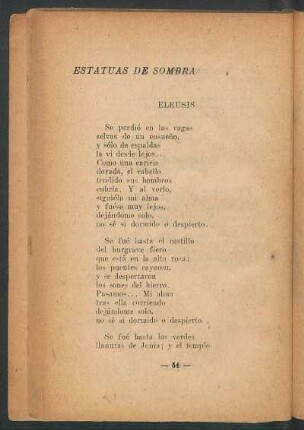 ESTATUAS DE SOMBRA
ELEUSIS
Se perdió en las vagas
selvas de un ensueño,
y sólo de espaldas
la vi desde lejos...
Como una caricia
dorada, el cabello
tendido sus hombros
cubría. Y al verlo,
siguióle mi alma
y fuése muy lejos,
dejándome solo,
no sé si dormido o despierto.
Se fué hasta el castillo
del burgrave fiero
que está en la alta roca;
los puentes cayeron,
y se despertaron
los sones del hierro.
Pasamos... Mi alma
tras ella corriendo
dejándome solo,
no sé si dormido o despierto.
Se fué hasta las verdes
llanuras de Jonia; y el templo
— 54 —